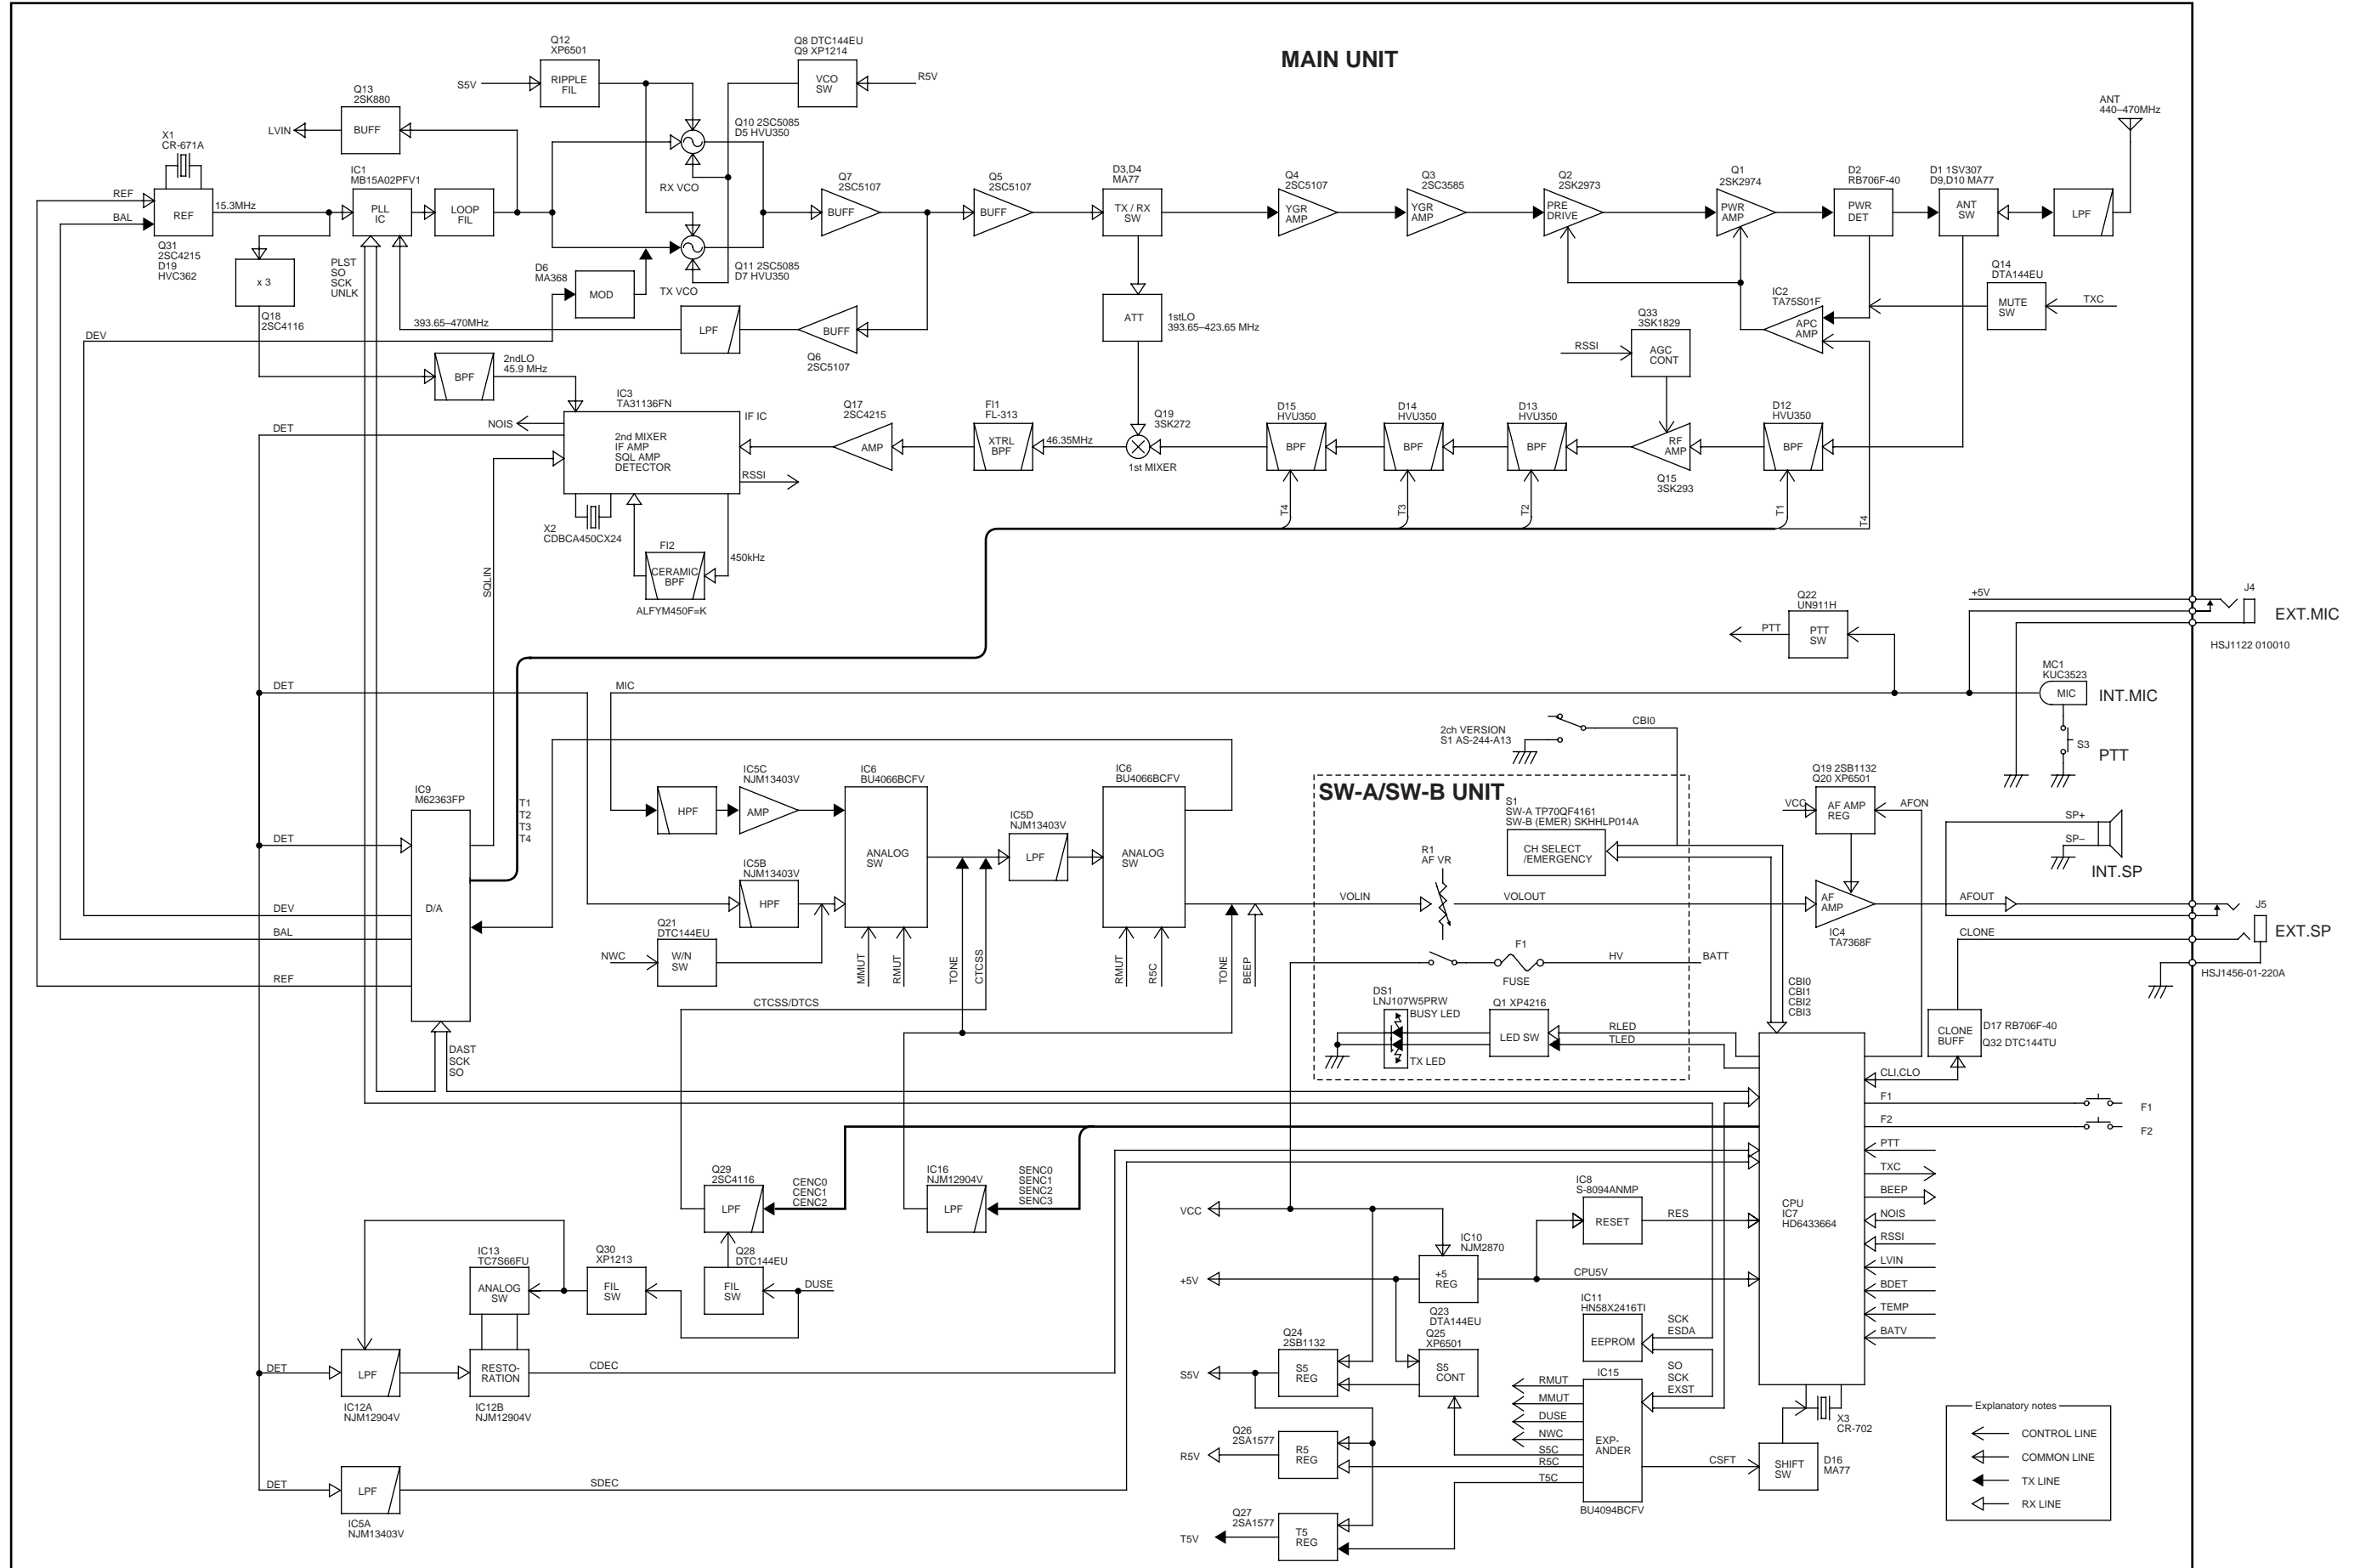 MAIN UNIT
Q12
XP6501
RIPPLE
FIL
S5V
Q8 DTC144EU
Q9 XP1214
VCO
SW
R5V
Q13
2SK880
BUFF
LVIN
X1
CR-671A
REF
BAL
REF
15.3MHz
Q31
2SC4215
D19
HVC362
IC1
MB15A02PFV1
PLL
IC
LOOP
FIL
PLST
SO
SCK
UNLK
Q10 2SC5085
D5 HVU350
RX VCO
Q11 2SC5085
D7 HVU350
TX VCO
D6
MA368
MOD
Q7
2SC5107
BUFF
Q5
2SC5107
BUFF
D3,D4
MA77
TX / RX
SW
Q4
2SC5107
YGR
AMP
Q3
2SC3585
YGR
AMP
Q2
2SK2973
PRE
DRIVE
Q1
2SK2974
PWR
AMP
D2
RB706F-40
PWR
DET
D1 1SV307
D9,D10 MA77
ANT
SW
LPF
ANT
440–470MHz
x 3
Q18
2SC4116
DEV
393.65–470MHz
LPF
BUFF
Q6
2SC5107
ATT
1stLO
393.65–423.65 MHz
RSSI
Q33
3SK1829
AGC
CONT
IC2
TA75S01F
APC
AMP
Q14
DTA144EU
MUTE
SW
TXC
BPF
2ndLO
45.9 MHz
IC3
TA31136FN
IF IC
2nd MIXER
IF AMP
SQL AMP
DETECTOR
NOIS
DET
RSSI
X2
CDBCA450CX24
FI2
CERAMIC
BPF
450kHz
ALFYM450F=K
SQLIN
Q17
2SC4215
AMP
FI1
FL-313
XTRL
BPF
46.35MHz
Q19
3SK272
1st MIXER
D15
HVU350
BPF
D14
HVU350
BPF
D13
HVU350
BPF
RF
AMP
Q15
3SK293
D12
HVU350
BPF
T4
T3
T2
T1
T4
+5V
J4
EXT.MIC
HSJ1122 010010
Q22
UN911H
PTT
SW
PTT
MC1
KUC3523
MIC
INT.MIC
S3
PTT
DET
MIC
2ch VERSION
S1 AS-244-A13
CBI0
IC9
M62363FP
D/A
DET
DEV
BAL
REF
T1
T2
T3
T4
DAST
SCK
SO
HPF
IC5C
NJM13403V
AMP
IC5B
NJM13403V
HPF
Q21
DTC144EU
W/N
SW
NWC
IC6
BU4066BCFV
ANALOG
SW
MMUT
RMUT
TONE
CTCSS
IC5D
NJM13403V
LPF
IC6
BU4066BCFV
ANALOG
SW
RMUT
R5C
TONE
BEEP
CTCSS/DTCS
SW-A/SW-B UNIT
S1
SW-A TP70QF4161
SW-B (EMER) SKHHLP014A
CH SELECT
/EMERGENCY
R1
AF VR
VOLIN
VOLOUT
F1
FUSE
HV
BATT
DS1
LNJ107W5PRW
BUSY LED
TX LED
Q1 XP4216
LED SW
RLED
TLED
Q19 2SB1132
Q20 XP6501
VCC
AF AMP
REG
AFON
AF
AMP
IC4
TA7368F
AFOUT
SP+
SP–
INT.SP
J5
EXT.SP
HSJ1456-01-220A
CLONE
CBI0
CBI1
CBI2
CBI3
CLONE
BUFF
D17 RB706F-40
Q32 DTC144TU
CLI,CLO
F1
F1
F2
F2
PTT
TXC
BEEP
NOIS
RSSI
LVIN
BDET
TEMP
BATV
CPU
IC7
HD6433664
Q29
2SC4116
LPF
CENC0
CENC1
CENC2
IC16
NJM12904V
LPF
SENC0
SENC1
SENC2
SENC3
IC13
TC7S66FU
ANALOG
SW
Q30
XP1213
FIL
SW
Q28
DTC144EU
FIL
SW
DUSE
DET
LPF
IC12A
NJM12904V
RESTO-
RATION
IC12B
NJM12904V
CDEC
DET
LPF
IC5A
NJM13403V
SDEC
VCC
+5V
IC10
NJM2870
+5
REG
IC8
S-8094ANMP
RESET
RES
CPU5V
Q23
DTA144EU
Q25
XP6501
S5
CONT
Q24
2SB1132
S5
REG
S5V
IC11
HN58X2416TI
EEPROM
SCK
ESDA
SO
SCK
EXST
IC15
EXP-
ANDER
BU4094BCFV
RMUT
MMUT
DUSE
NWC
S5C
R5C
T5C
Q26
2SA1577
R5
REG
R5V
Q27
2SA1577
T5
REG
T5V
CSFT
SHIFT
SW
D16
MA77
X3
CR-702
Explanatory notes
CONTROL LINE
COMMON LINE
TX LINE
RX LINE